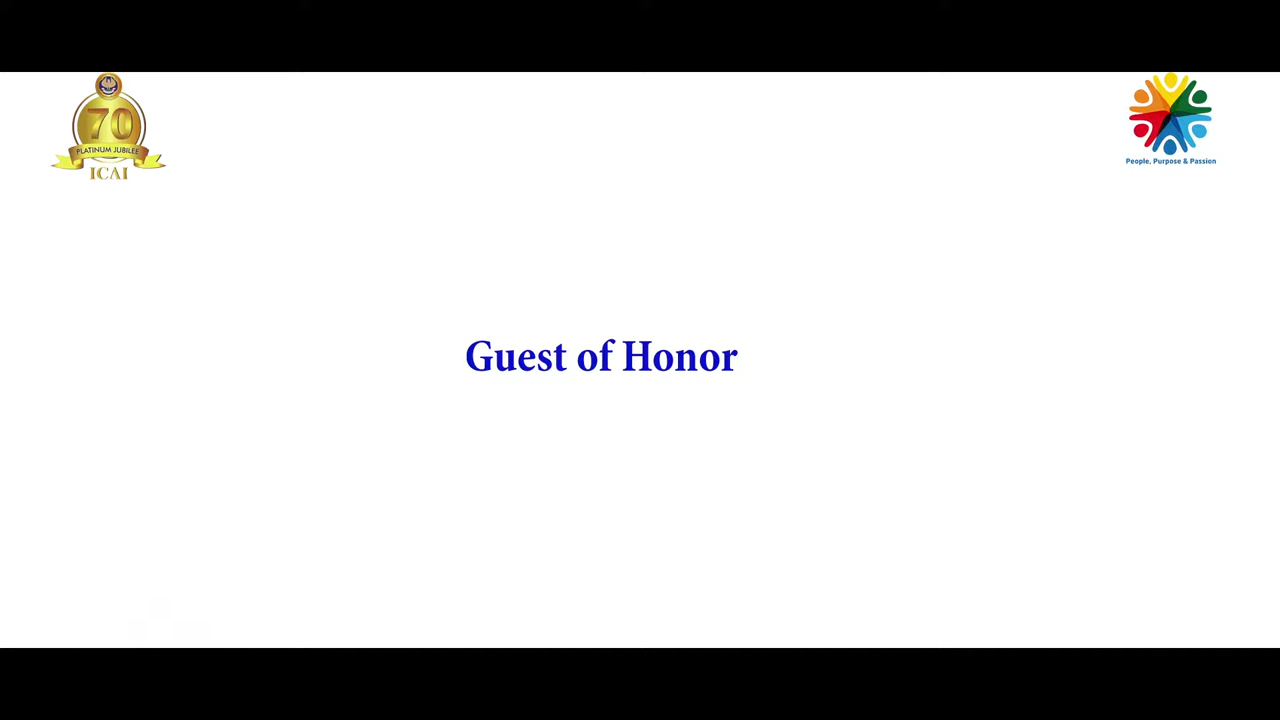 70
PLATINUM JUBILEE
ICAI
People, Purpose & Passion
Guest of Honor